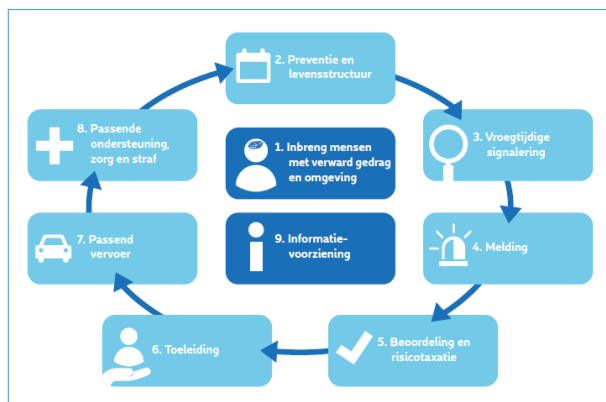 2. Preventie en
levensstructuur
8. Passende
ondersteuning,
zorg en straf
1. Inbreng mensen
met verward gedrag
en omgeving
3. Vroegtijdige
signalering
7. Passend
vervoer
9. Informatie-
voorziening
4. Melding
6. Toeleiding
5. Beoordeling en
risicotaxatie